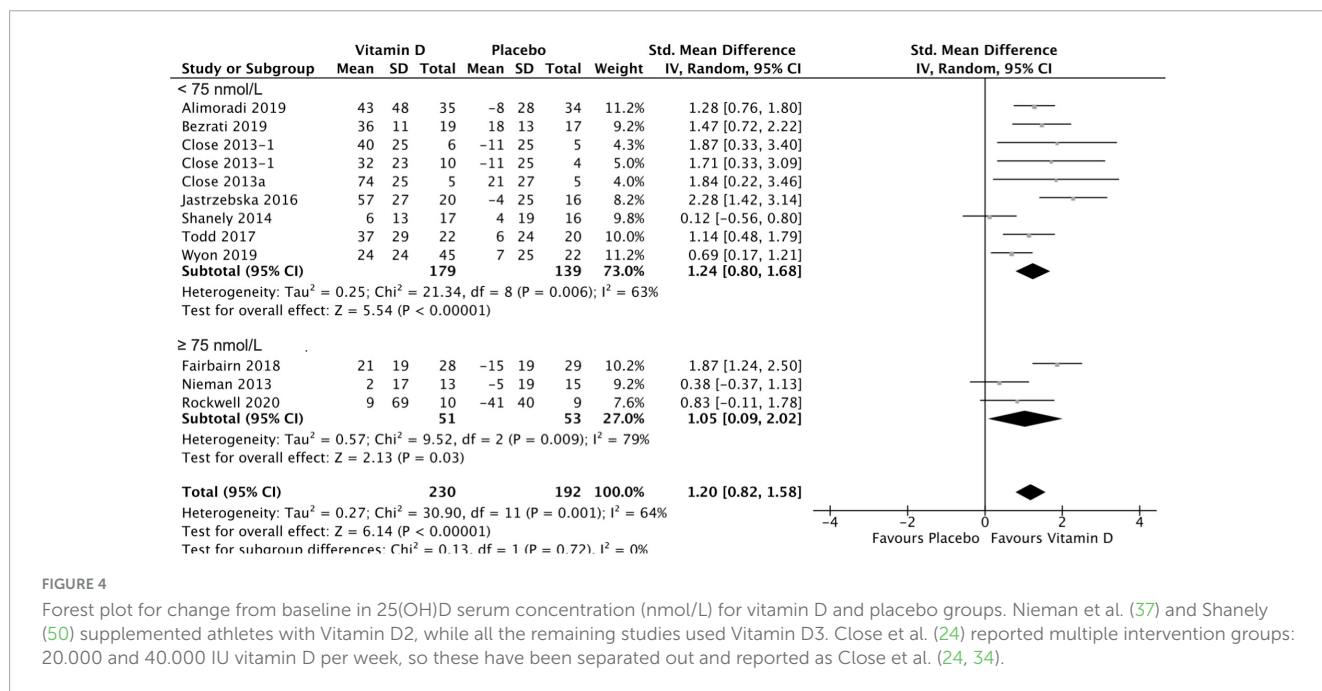 Vitamin D Placebo Std. Mean Difference Std. Mean Difference
Study or Subgroup Mean SD Total Mean SD Total Weight IV, Random, 95% CI IV, Random, 95% CI
< 75 nmol/L
Alimoradi 2019 43 48 35 -8 28 34 11.2% 1.28 [0.76, 1.80]
Bezrati 2019 36 11 19 18 13 17 9.2% 1.47 [0.72, 2.22]
Close 2013-1 40 25 6 -11 25 5 4.3% 1.87 [0.33, 3.40]
Close 2013-1 32 23 10 -11 25 4 5.0% 1.71 [0.33, 3.09]
Close 2013a 74 25 5 21 27 5 4.0% 1.84 [0.22, 3.46]
Jastrzebska 2016 57 27 20 -4 25 16 8.2% 2.28 [1.42, 3.14]
Shanely 2014 6 13 17 4 19 16 9.8% 0.12 [-0.56, 0.80]
Todd 2017 37 29 22 6 24 20 10.0% 1.14 [0.48, 1.79]
Wyon 2019 24 24 45 7 25 22 11.2% 0.69 [0.17, 1.21]
Subtotal (95% CI) 179 139 73.0% 1.24 [0.80, 1.68]
Heterogeneity: Tau² = 0.25; Chi² = 21.34, df = 8 (P = 0.006); I² = 63%
Test for overall effect: Z = 5.54 (P < 0.00001)
≥ 75 nmol/L
Fairbairn 2018 21 19 28 -15 19 29 10.2% 1.87 [1.24, 2.50]
Nieman 2013 2 17 13 -5 19 15 9.2% 0.38 [-0.37, 1.13]
Rockwell 2020 9 69 10 -41 40 9 7.6% 0.83 [-0.11, 1.78]
Subtotal (95% CI) 51 53 27.0% 1.05 [0.09, 2.02]
Heterogeneity: Tau² = 0.57; Chi² = 9.52, df = 2 (P = 0.009); I² = 79%
Test for overall effect: Z = 2.13 (P = 0.03)
Total (95% CI) 230 192 100.0% 1.20 [0.82, 1.58]
Heterogeneity: Tau² = 0.27; Chi² = 30.90, df = 11 (P = 0.001); I² = 64%
Test for overall effect: Z = 6.14 (P < 0.00001)
Test for subgroup differences: Chi² = 0.13, df = 1 (P = 0.72), I² = 0%
-4 -2 0 2 4
Favours Placebo Favours Vitamin D
FIGURE 4
Forest plot for change from baseline in 25(OH)D serum concentration (nmol/L) for vitamin D and placebo groups. Nieman et al. (37) and Shanely
(50) supplemented athletes with Vitamin D2, while all the remaining studies used Vitamin D3. Close et al. (24) reported multiple intervention groups:
20.000 and 40.000 IU vitamin D per week, so these have been separated out and reported as Close et al. (24, 34).